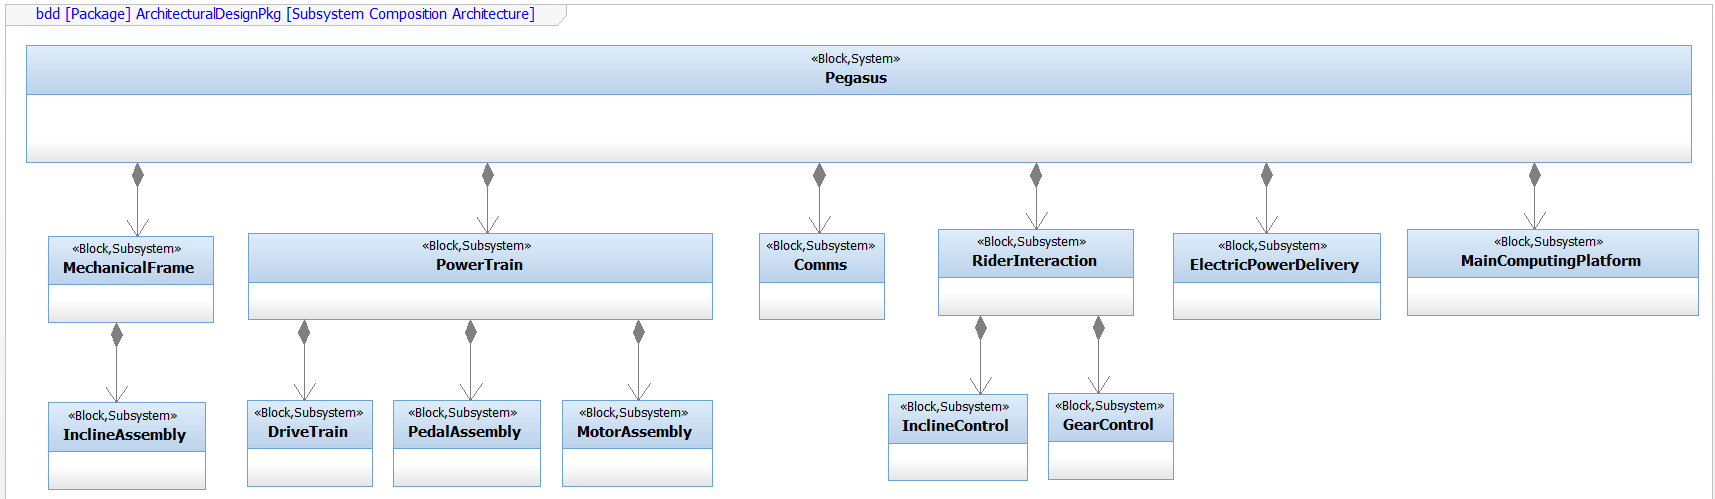 bdd [Package] ArchitecturalDesignPkg [Subsystem Composition Architecture]
«Block,System»
Pegasus
«Block,Subsystem»
MechanicalFrame
«Block,Subsystem»
PowerTrain
«Block,Subsystem»
Comms
«Block,Subsystem»
RiderInteraction
«Block,Subsystem»
ElectricPowerDelivery
«Block,Subsystem»
MainComputingPlatform
«Block,Subsystem»
InclineAssembly
«Block,Subsystem»
DriveTrain
«Block,Subsystem»
PedalAssembly
«Block,Subsystem»
MotorAssembly
«Block,Subsystem»
InclineControl
«Block,Subsystem»
GearControl